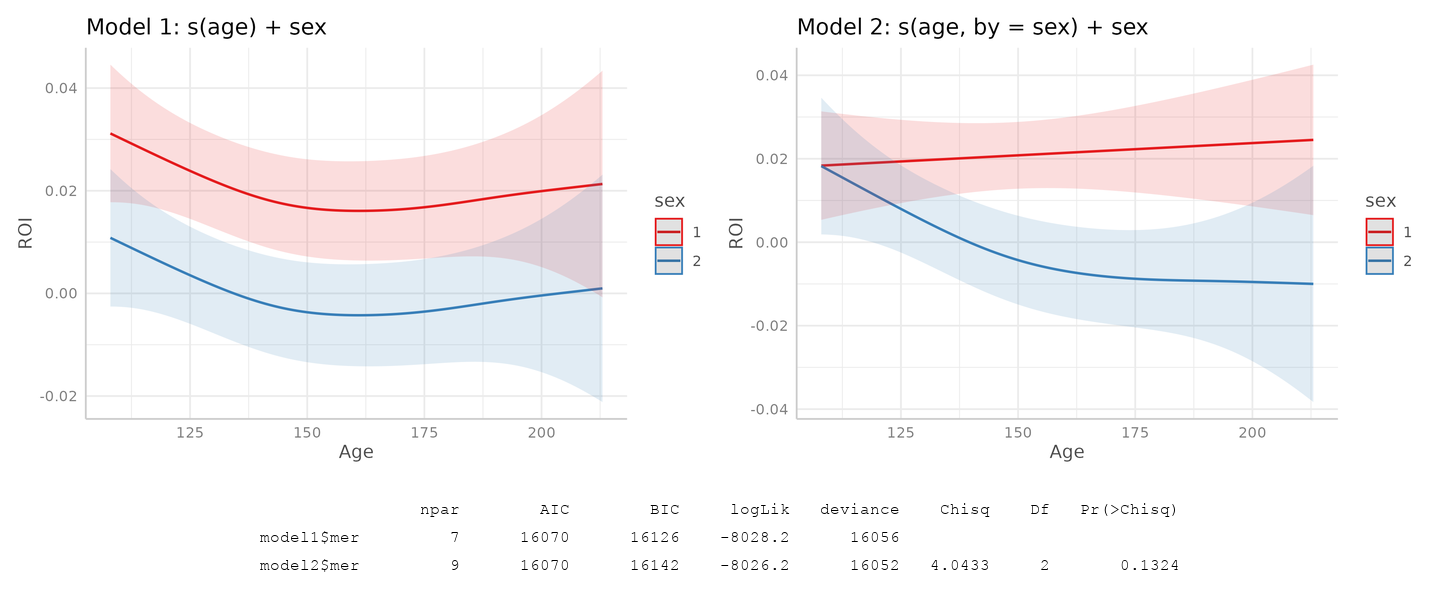 Model 1: s(age) + sex
0.04
0.02
0.00
-0.02
ROI
125 150 175 200
Age
sex
1
2
Model 2: s(age, by = sex) + sex
0.04
0.02
0.00
-0.02
-0.04
ROI
125 150 175 200
Age
sex
1
2
npar AIC BIC logLik deviance Chisq Df Pr(>Chisq)
model1$mer 7 16070 16126 -8028.2 16056
model2$mer 9 16070 16142 -8026.2 16052 4.0433 2 0.1324